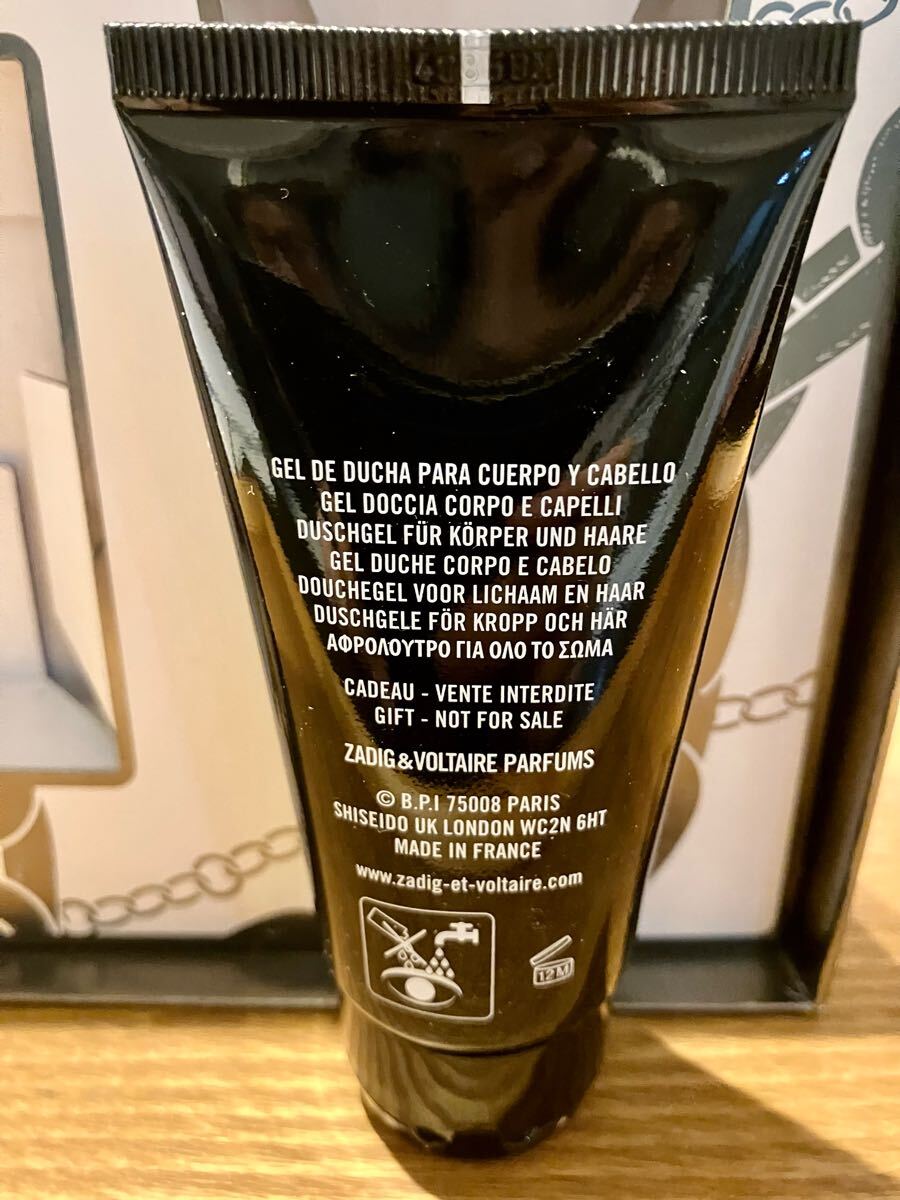 GEL DE DUCHA PARA CUERPO Y CABELLO
GEL DOCCIA CORPO E CAPELLI
DUSCHGEL FÜR KÖRPER UND HAARE
GEL DUCHE CORPO E CABELO
DOUCHEGEL VOOR LICHAAM EN HAAR
DUSCHGELE FÖR KROPP OCH HÄR
ΑΦΡΟΛΟΥΤΡΟ ΓΙΑ ΟΛΟ ΤΟ ΣΩΜΑ
CADEAU - VENTE INTERDITE
GIFT - NOT FOR SALE
ZADIG&VOLTAIRE PARFUMS
© B.P.I 75008 PARIS
SHISEIDO UK LONDON WC2N 6HT
MADE IN FRANCE
www.zadig-et-voltaire.com
12 M